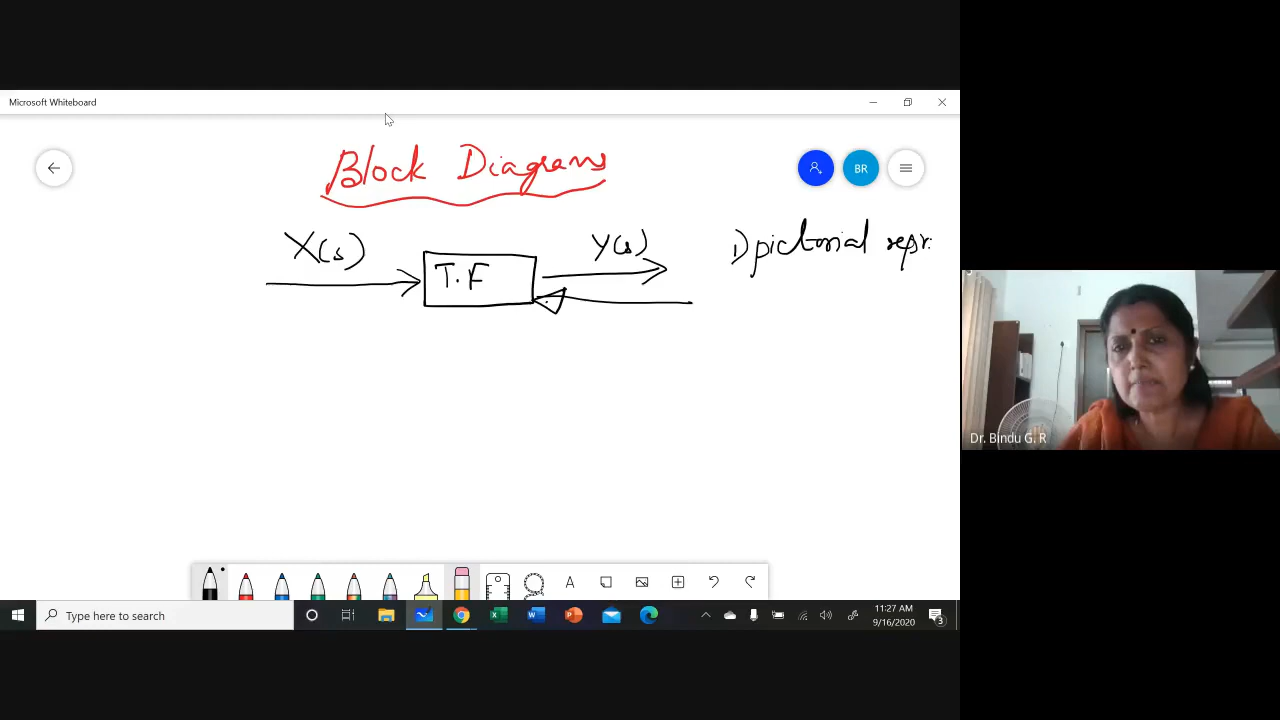 Microsoft Whiteboard
Block Diagrams
BR
X(s)
T.F
Y(s)
1) pictorial repr.
Dr. Bindu G. R
A
Type here to search
11:27 AM
9/16/2020
3